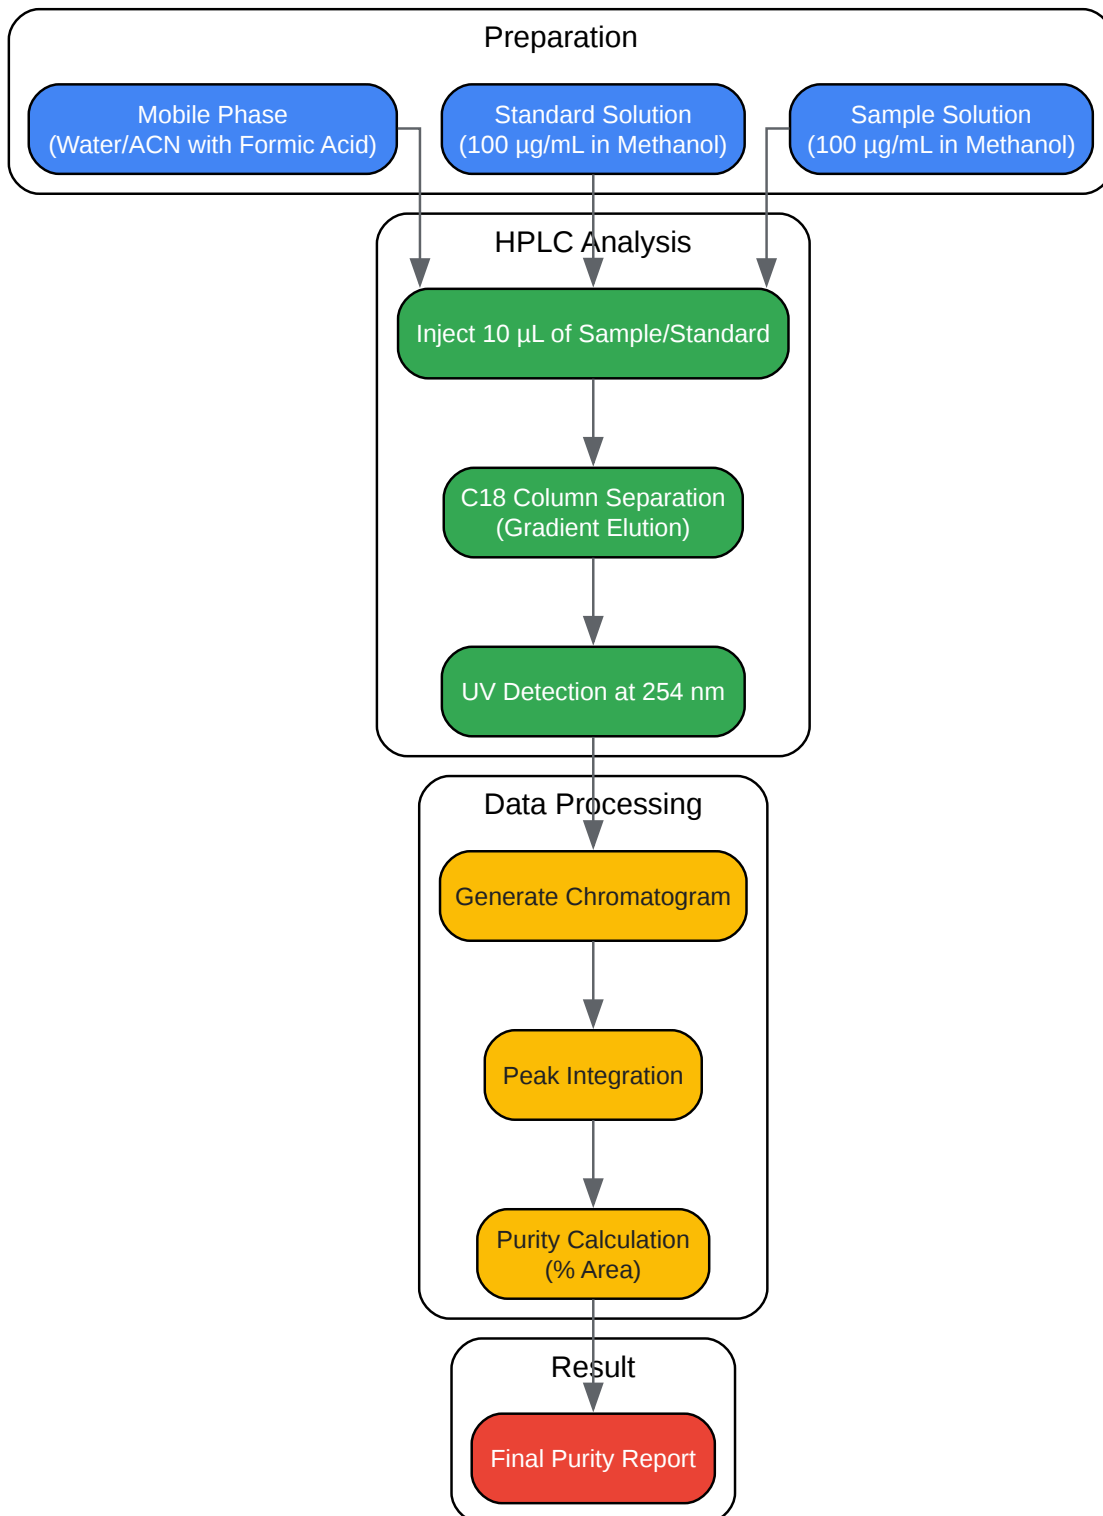 Preparation
Mobile Phase
(Water/ACN with Formic Acid)
Standard Solution
(100 µg/mL in Methanol)
Sample Solution
(100 µg/mL in Methanol)
HPLC Analysis
Inject 10 µL of Sample/Standard
C18 Column Separation
(Gradient Elution)
UV Detection at 254 nm
Data Processing
Generate Chromatogram
Peak Integration
Purity Calculation
(% Area)
Result
Final Purity Report